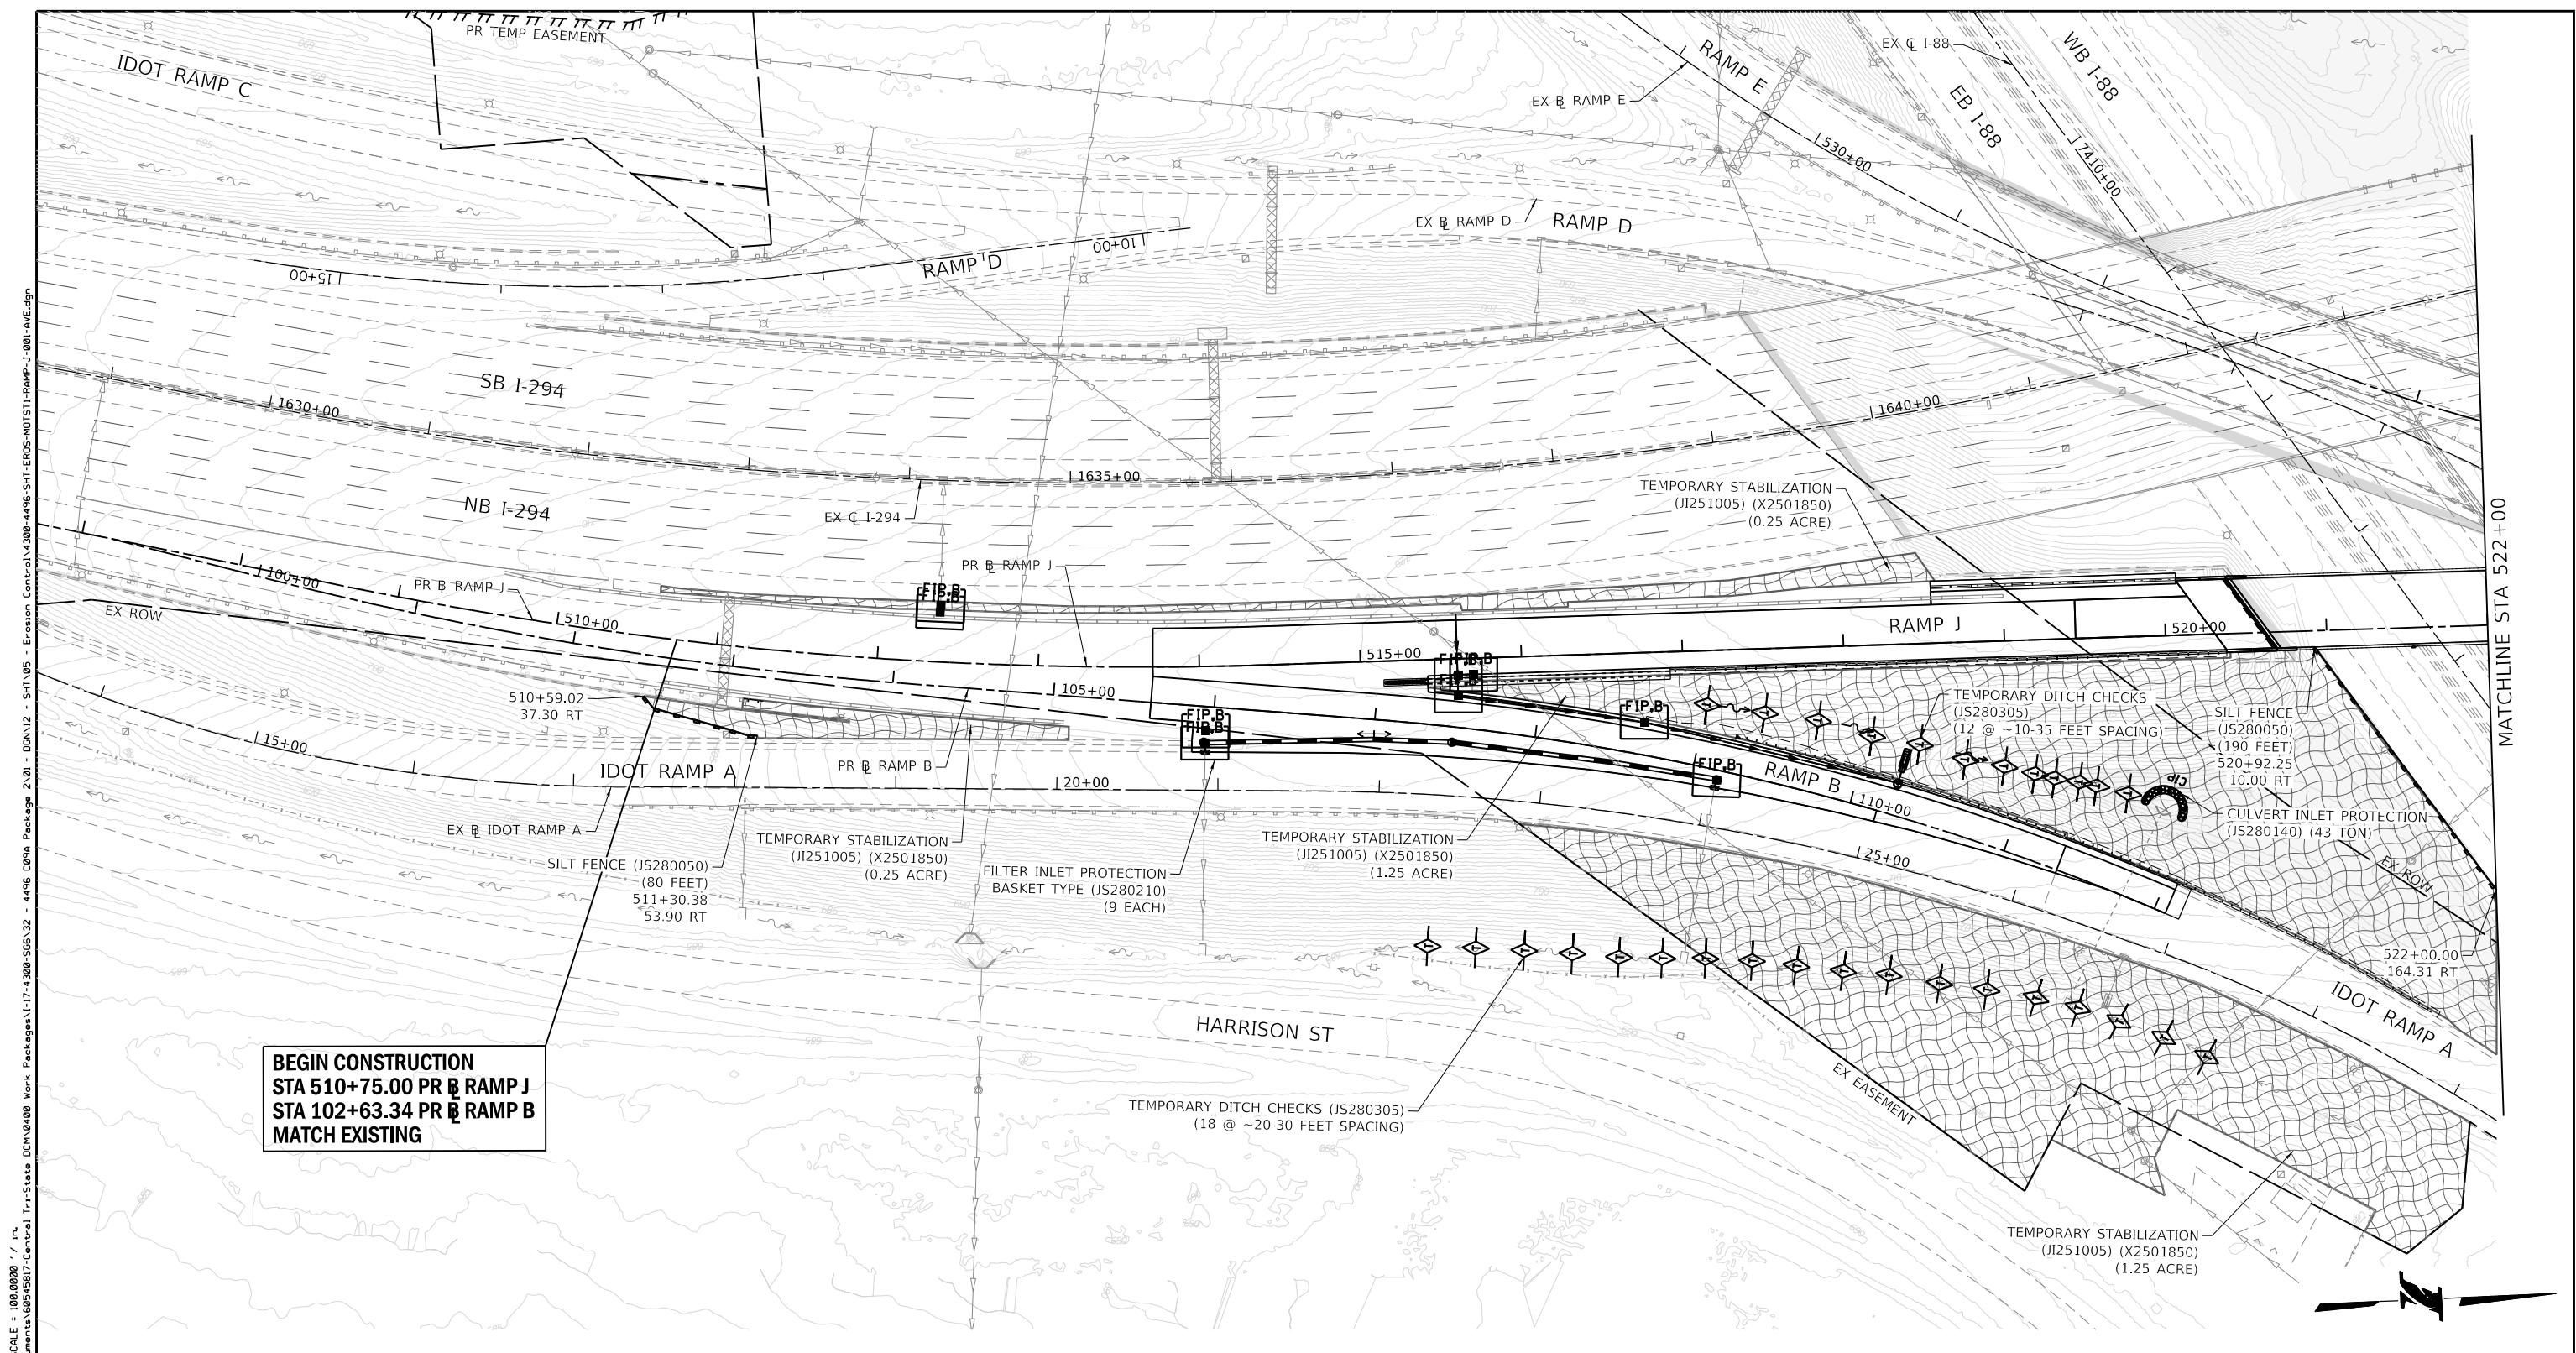 PR TEMP EASEMENT
IDOT RAMP C
RAMP E
EX ℄ I-88
WB I-88
EB I-88
EX BL RAMP E
530+00
7410+00
EX BL RAMP D
RAMP D
10+00
RAMP D
15+00
SB I-294
1630+00
1640+00
1635+00
NB I-294
EX ℄ I-294
TEMPORARY STABILIZATION
(JI251005) (X2501850)
(0.25 ACRE)
MATCHLINE STA 522+00
100+00
PR BL RAMP J
PR BL RAMP J
EX ROW
510+00
F.I.P.B
RAMP J
520+00
515+00
105+00
510+59.02
37.30 RT
15+00
IDOT RAMP A
PR BL RAMP B
20+00
F.I.P.B
F.I.P.B
F.I.P.B
F.I.P.B
RAMP B
110+00
TEMPORARY DITCH CHECKS
(JS280305)
(12 @ ~10-35 FEET SPACING)
SILT FENCE
(JS280050)
(190 FEET)
520+92.25
10.00 RT
CIP
CULVERT INLET PROTECTION
(JS280140) (43 TON)
EX ROW
EX BL IDOT RAMP A
SILT FENCE (JS280050)
(80 FEET)
511+30.38
53.90 RT
TEMPORARY STABILIZATION
(JI251005) (X2501850)
(0.25 ACRE)
FILTER INLET PROTECTION
BASKET TYPE (JS280210)
(9 EACH)
TEMPORARY STABILIZATION
(JI251005) (X2501850)
(1.25 ACRE)
25+00
522+00.00
164.31 RT
IDOT RAMP A
HARRISON ST
BEGIN CONSTRUCTION
STA 510+75.00 PR BL RAMP J
STA 102+63.34 PR BL RAMP B
MATCH EXISTING
TEMPORARY DITCH CHECKS (JS280305)
(18 @ ~20-30 FEET SPACING)
EX EASEMENT
TEMPORARY STABILIZATION
(JI251005) (X2501850)
(1.25 ACRE)